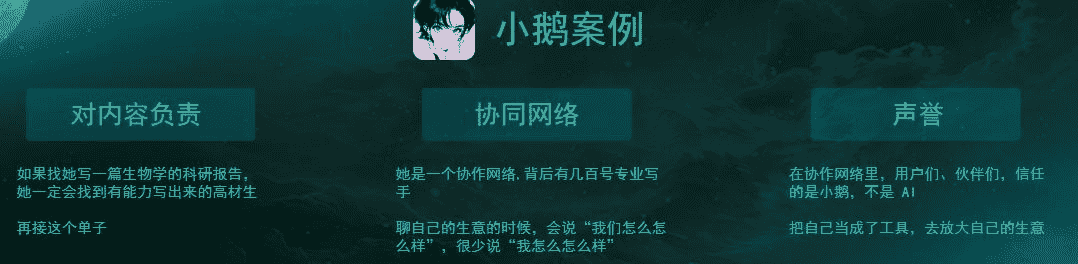 小鹅案例
对内容负责
如果找她写一篇生物学的科研报告，
她一定会找到有能力写出来的高材生
再接这个单子
协同网络
她是一个协作网络,背后有几百号专业写
手
聊自己的生意的时候，会说“我们怎么怎
么样”，很少说“我怎么怎么样”
声誉
在协作网络里，用户们、伙伴们，信任
的是小鹅，不是 AI
把自己当成了工具，去放大自己的生意